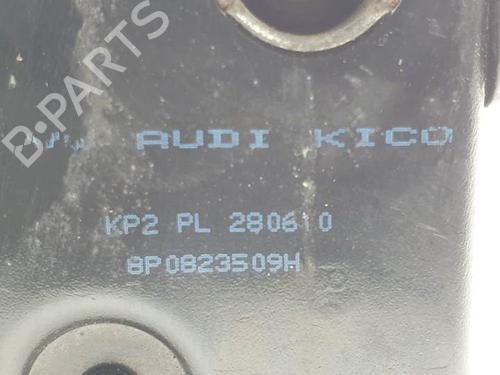 B-PARTS
AUDI KICO
KP2 PL 280610
8P0823509H